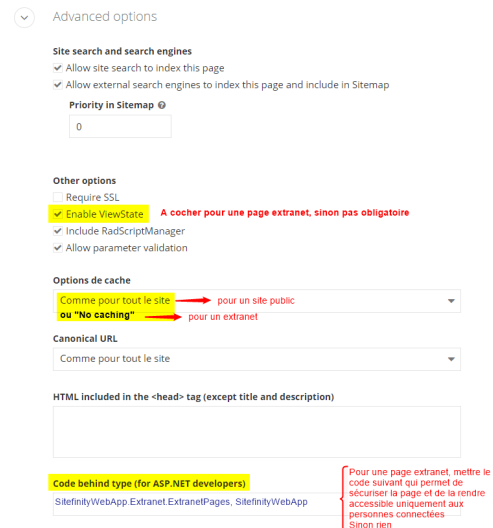 Advanced options
Site search and search engines
Allow site search to index this page
Allow external search engines to index this page and include in Sitemap
Priority in Sitemap
0
Other options
Require SSL
Enable ViewState A cocher pour une page extranet, sinon pas obligatoire
Include RadScriptManager
Allow parameter validation
Options de cache
Comme pour tout le site pour un site public
ou "No caching" pour un extranet
Canonical URL
Comme pour tout le site
HTML included in the <head> tag (except title and description)
Code behind type (for ASP.NET developers)
SitefinityWebApp.Extranet.ExtranetPages, SitefinityWebApp
Pour une page extranet, mettre le
code suivant qui permet de
sécuriser la page et de la rendre
accessible uniquement aux
personnes connectées
Sinon rien